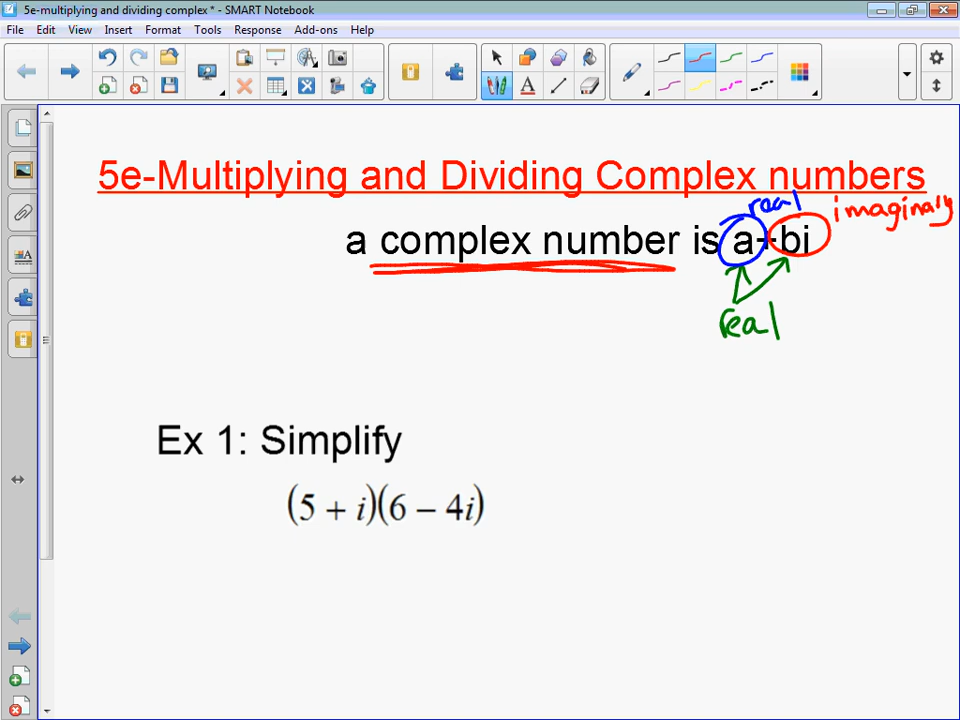 5e-multiplying and dividing complex * - SMART Notebook
File Edit View Insert Format Tools Response Add-ons Help
5e-Multiplying and Dividing Complex numbers
real imaginary
a complex number is a+bi
real
Ex 1: Simplify
(5 + i)(6 − 4i)